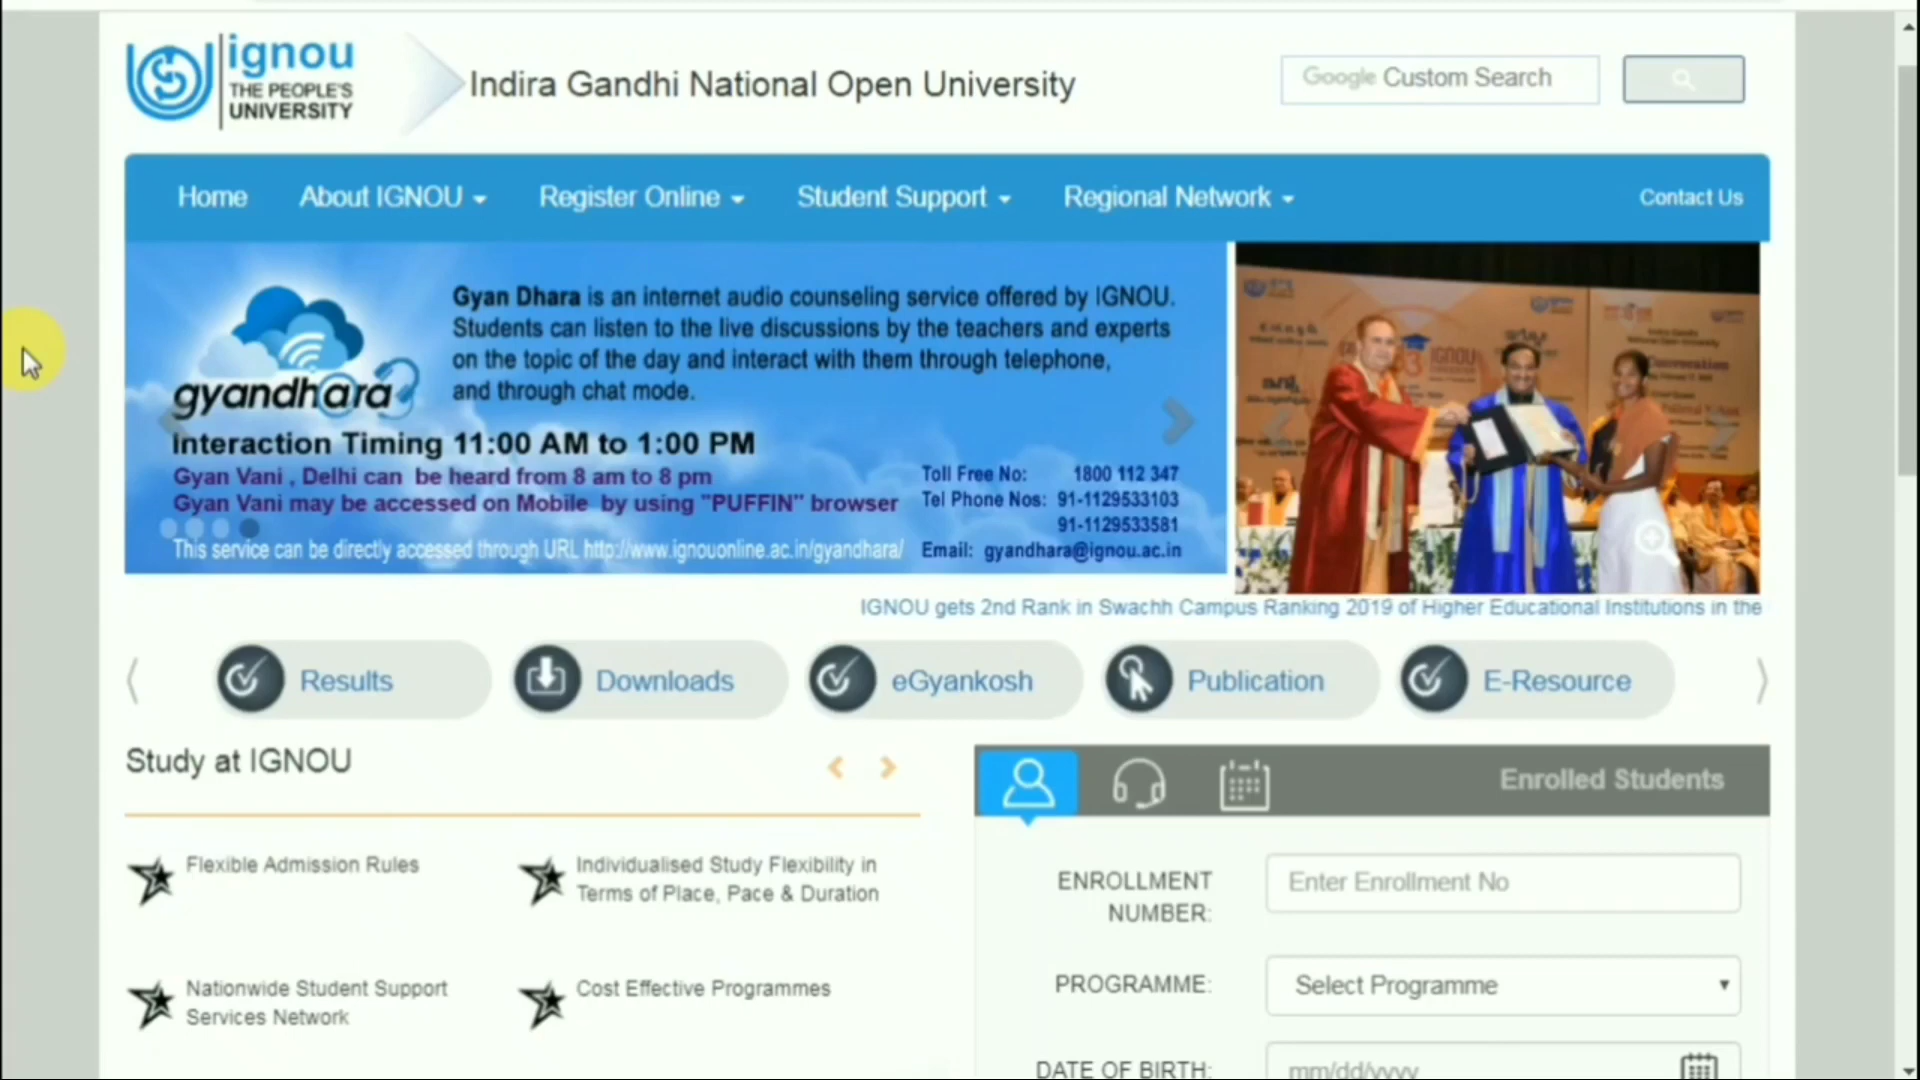 ignou
THE PEOPLE'S
UNIVERSITY
Indira Gandhi National Open University
Google Custom Search
Home
About IGNOU
Register Online
Student Support
Regional Network
Contact Us
Gyan Dhara is an internet audio counseling service offered by IGNOU.
Students can listen to the live discussions by the teachers and experts
on the topic of the day and interact with them through telephone,
and through chat mode.
gyandhara
Interaction Timing 11:00 AM to 1:00 PM
Gyan Vani , Delhi can be heard from 8 am to 8 pm
Gyan Vani may be accessed on Mobile by using "PUFFIN" browser
This service can be directly accessed through URL http://www.ignouonline.ac.in/gyandhara/
Toll Free No: 1800 112 347
Tel Phone Nos: 91-1129533103
91-1129533581
Email: gyandhara@ignou.ac.in
IGNOU
IGNOU gets 2nd Rank in Swachh Campus Ranking 2019 of Higher Educational Institutions in the
Results
Downloads
eGyankosh
Publication
E-Resource
Study at IGNOU
Enrolled Students
Flexible Admission Rules
Individualised Study Flexibility in
Terms of Place, Pace & Duration
Nationwide Student Support
Services Network
Cost Effective Programmes
ENROLLMENT
NUMBER:
Enter Enrollment No
PROGRAMME:
Select Programme
DATE OF BIRTH:
mm/dd/yyyy